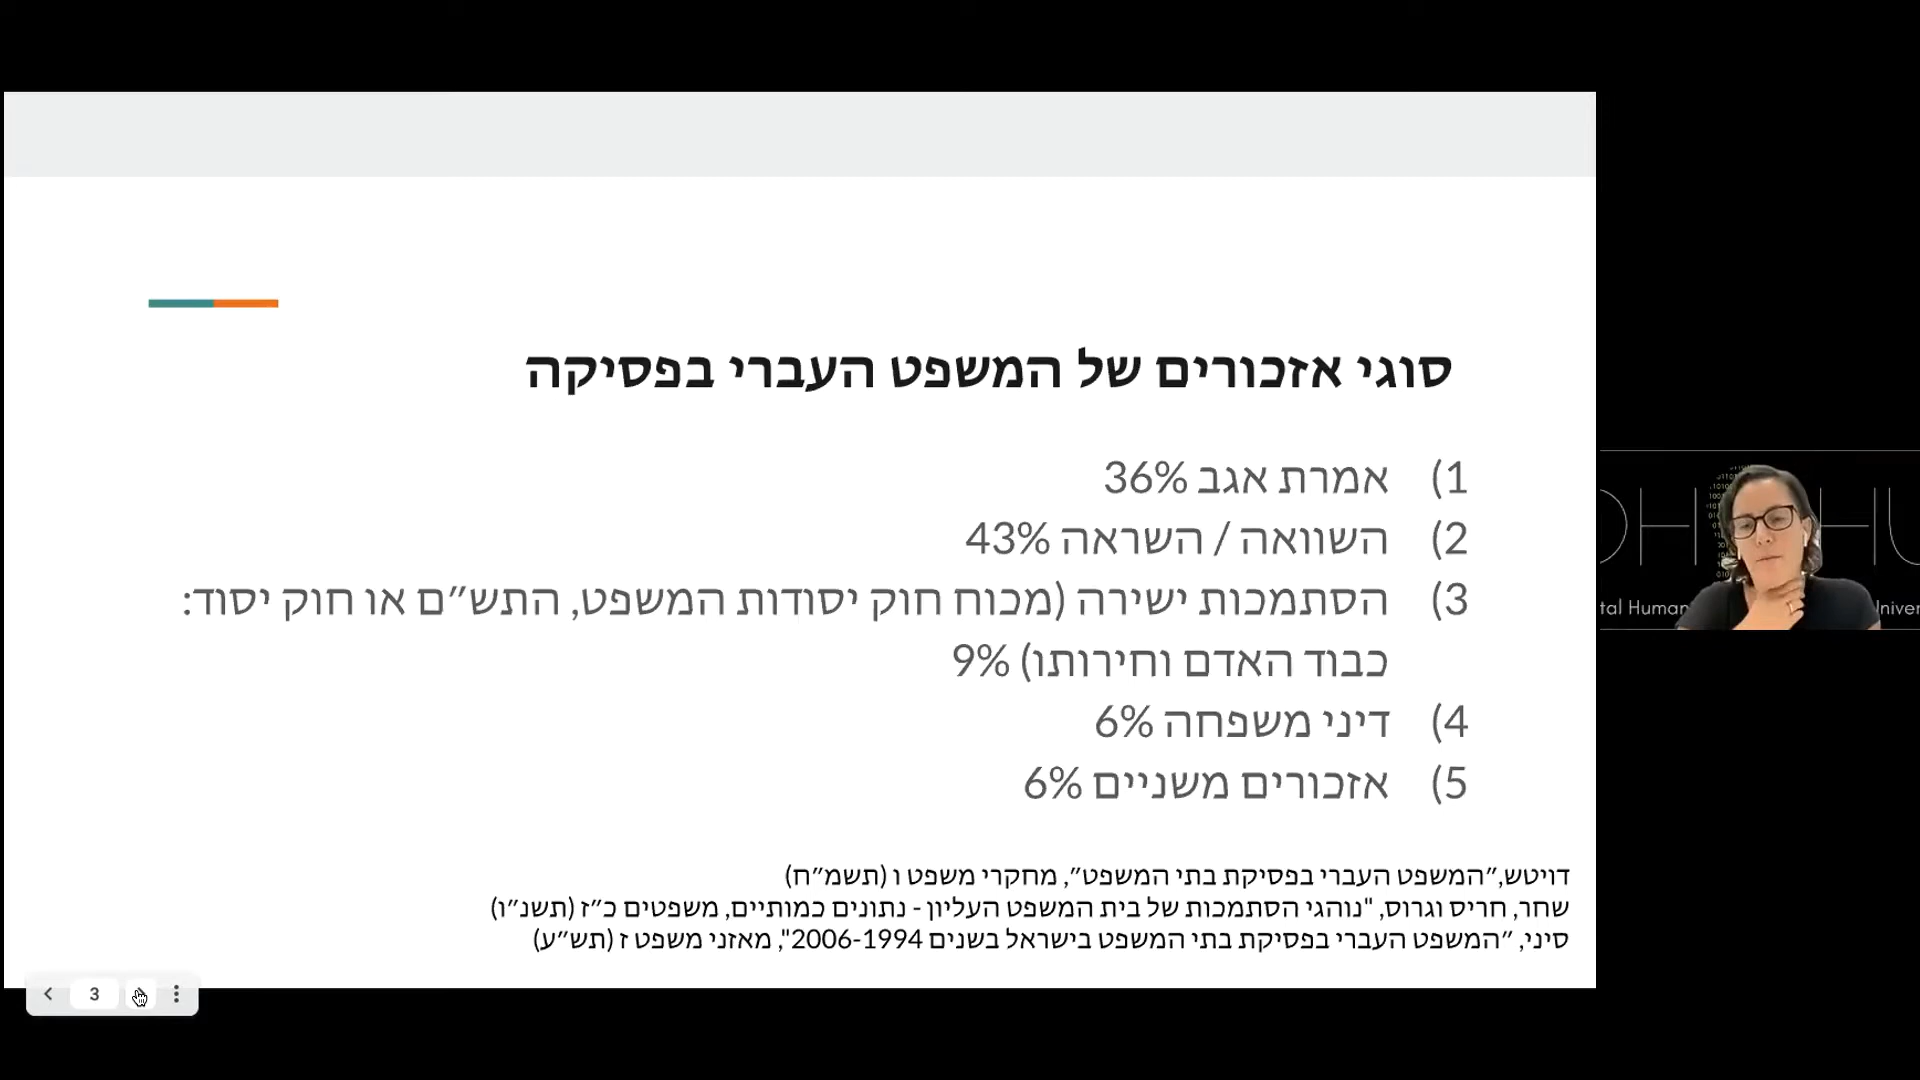 סוגי אזכורים של המשפט העברי בפסיקה
1) אמרת אגב 36%
2) השוואה / השראה 43%
3) הסתמכות ישירה (מכוח חוק יסודות המשפט, התש״ם או חוק יסוד:
כבוד האדם וחירותו) 9%
4) דיני משפחה 6%
5) אזכורים משניים 6%
דויטש,״המשפט העברי בפסיקת בתי המשפט״, מחקרי משפט ו (תשמ״ח)
שחר, חריס וגרוס, "נוהגי הסתמכות של בית המשפט העליון - נתונים כמותיים, משפטים כ״ז (תשנ״ו)
סיני, ״המשפט העברי בפסיקת בתי המשפט בישראל בשנים 2006-1994", מאזני משפט ז (תש״ע)
3
tal Human